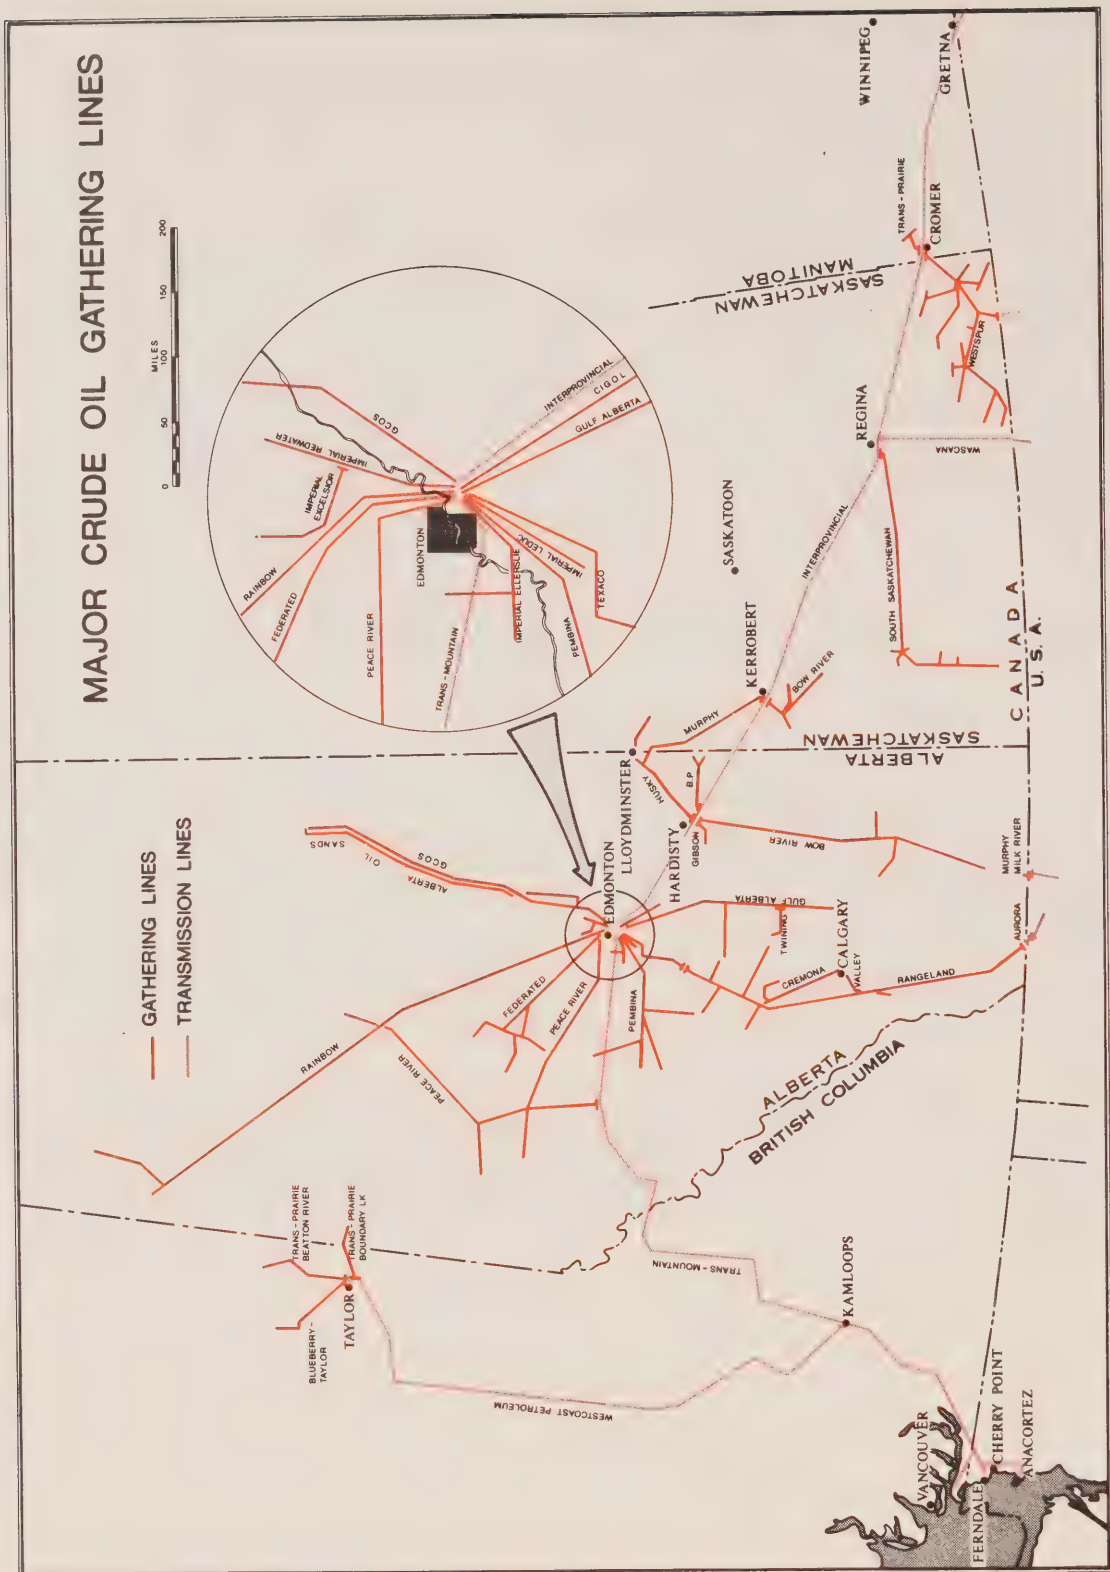 MAJOR CRUDE OIL GATHERING LINES
MILES
0 50 100 150 200
GATHERING LINES
TRANSMISSION LINES
GCOS
IMPERIAL REDWATER
IMPERIAL
EXCELSIOR
RAINBOW
FEDERATED
PEACE RIVER
EDMONTON
TRANS-MOUNTAIN
IMPERIAL ELLERSLIE
IMPERIAL LEDUC
PEMBINA
TEXACO
INTERPROVINCIAL
CIGOL
GULF ALBERTA
TRANS-PRAIRIE
BEATTON RIVER
TRANS-PRAIRIE
BOUNDARY LK
BLUEBERRY-
TAYLOR
TAYLOR
WESTCOAST PETROLEUM
TRANS-MOUNTAIN
KAMLOOPS
VANCOUVER
FERNDALE
CHERRY POINT
ANACORTEZ
ALBERTA
BRITISH COLUMBIA
RAINBOW
PEACE RIVER
FEDERATED
PEACE RIVER
PEMBINA
GCOS
ALBERTA
OIL
SANDS
EDMONTON
GULF ALBERTA
TWINING
CREMONA
CALGARY
VALLEY
RANGELAND
AURORA
MURPHY
MILK RIVER
LLOYDMINSTER
HARDISTY
GIBSON
HUSKY
B.P
BOW RIVER
MURPHY
KERROBERT
BOW RIVER
SASKATCHEWAN
ALBERTA
SASKATOON
INTERPROVINCIAL
SOUTH SASKATCHEWAN
REGINA
WASCANA
CANADA
U.S.A.
MANITOBA
SASKATCHEWAN
WESTSPUR
TRANS-PRAIRIE
CROMER
WINNIPEG
GRETNA